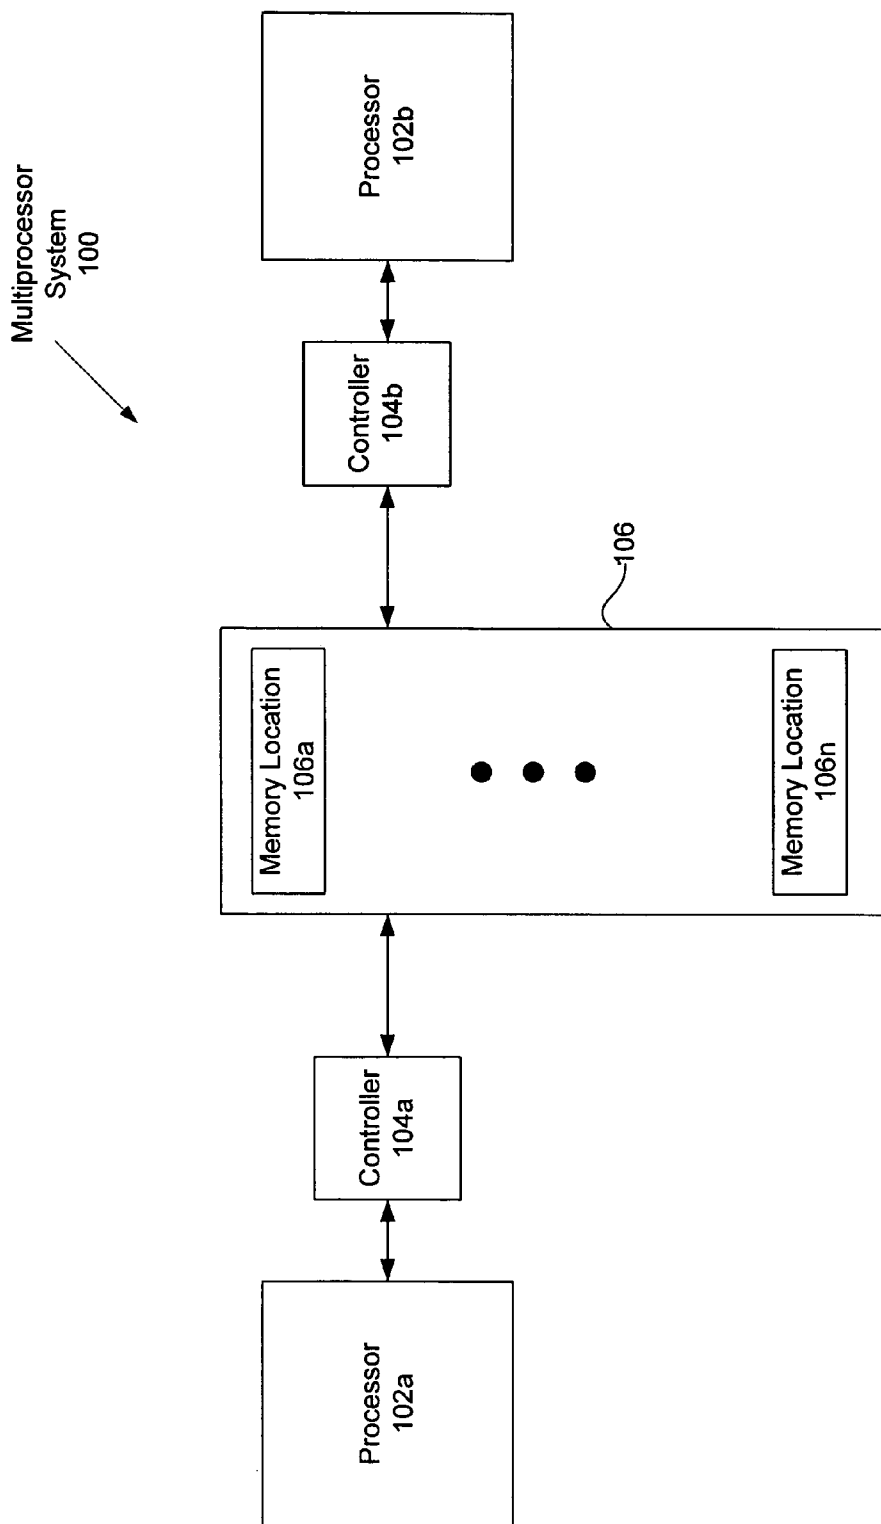 Multiprocessor
System
100
Processor
102a
Controller
104a
Memory Location
106a
Memory Location
106n
106
Controller
104b
Processor
102b